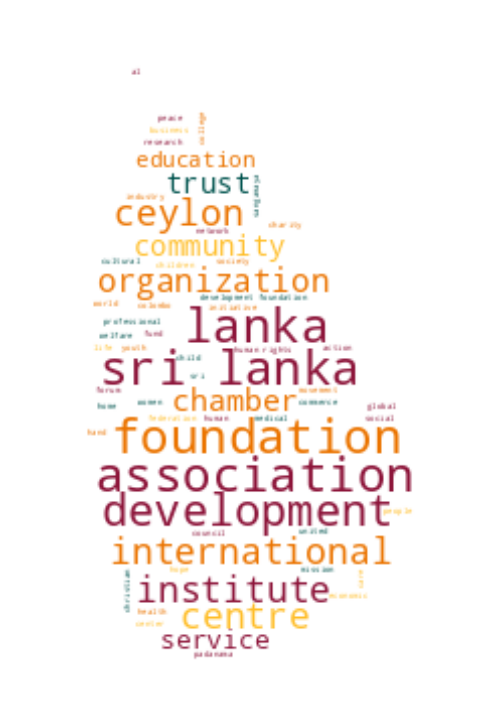 al
peace
college
business
research
education
trust
sarvodaya
industry
ceylon
charity
network
community
cultural
children
society
organization
development foundation
world
colombo
initiative
lanka
professional
welfare
fund
life
youth
human rights
action
child
sri lanka
sri
forum
movement
chamber
home
women
commerce
global
federation
human
medical
social
hand
foundation
association
development
people
council
united
international
hope
mission
christian
care
institute
economic
centre
health
center
service
padanama